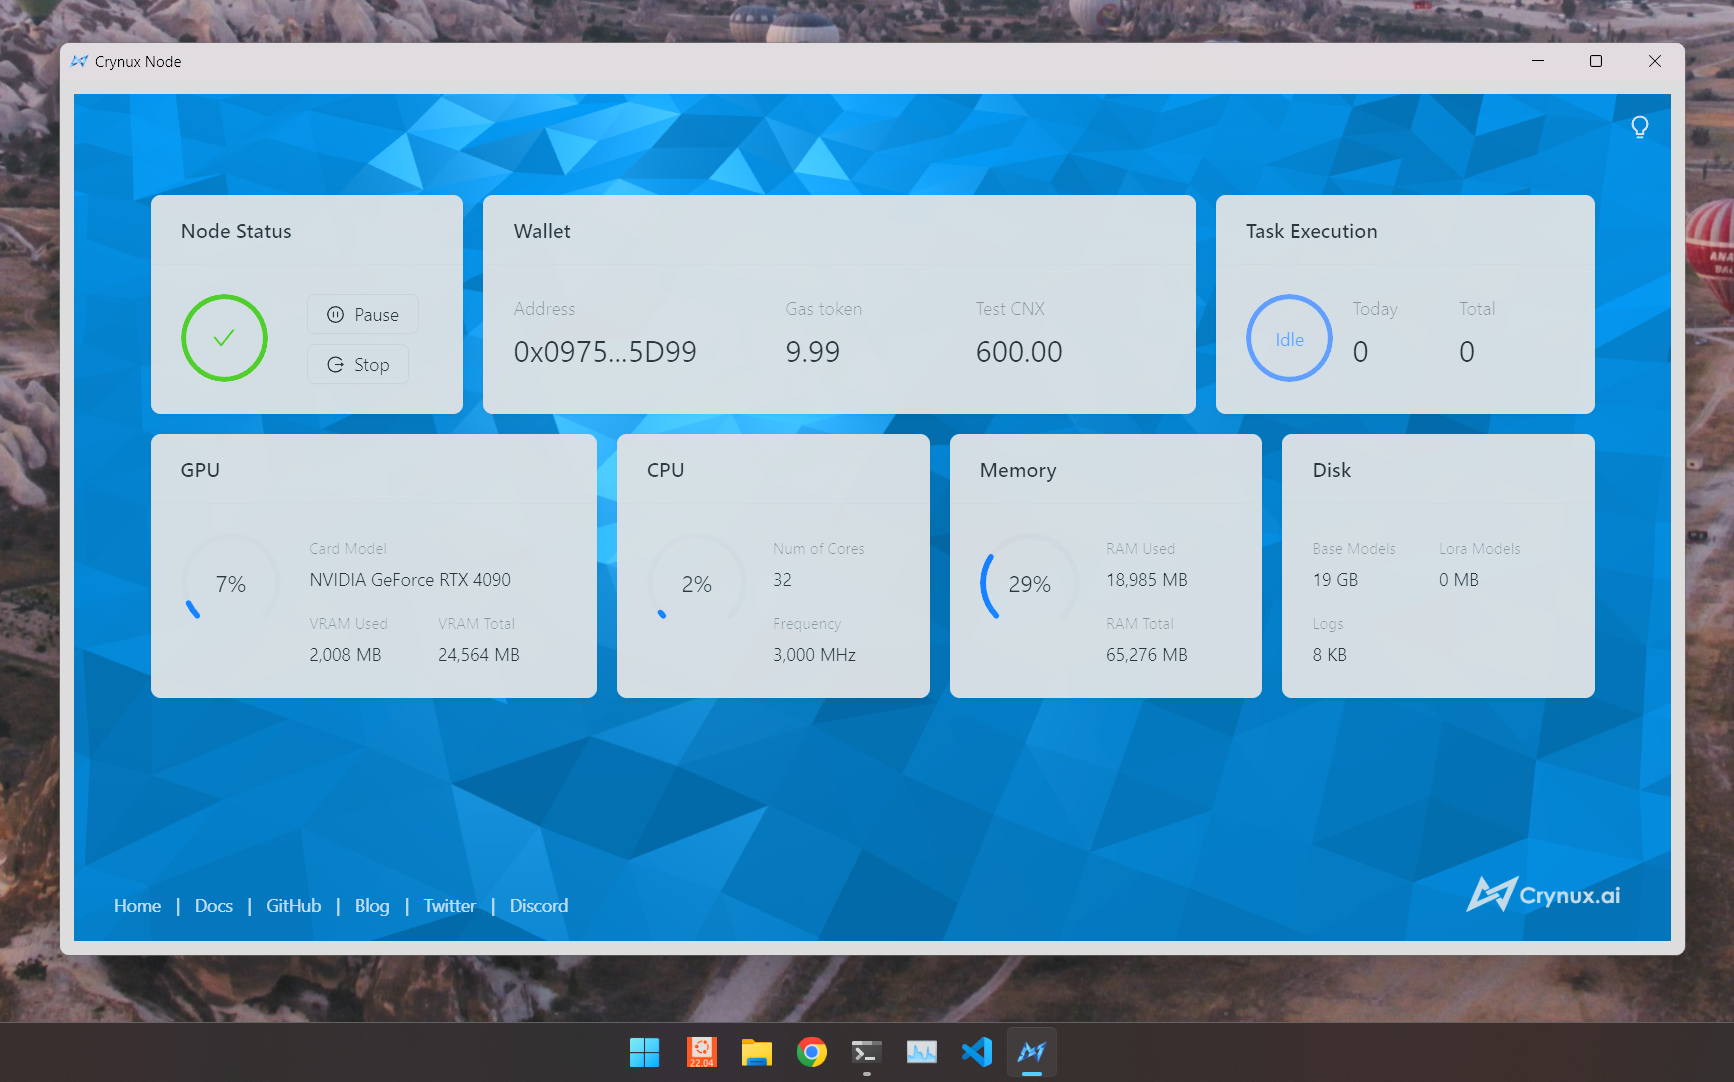 Crynux Node
Node Status
Pause
Stop
Wallet
Address
0x0975...5D99
Gas token
9.99
Test CNX
600.00
Task Execution
Idle
Today
0
Total
0
GPU
7%
Card Model
NVIDIA GeForce RTX 4090
VRAM Used
2,008 MB
VRAM Total
24,564 MB
CPU
2%
Num of Cores
32
Frequency
3,000 MHz
Memory
29%
RAM Used
18,985 MB
RAM Total
65,276 MB
Disk
Base Models
19 GB
Lora Models
0 MB
Logs
8 KB
Home | Docs | GitHub | Blog | Twitter | Discord
Crynux.ai
22.04